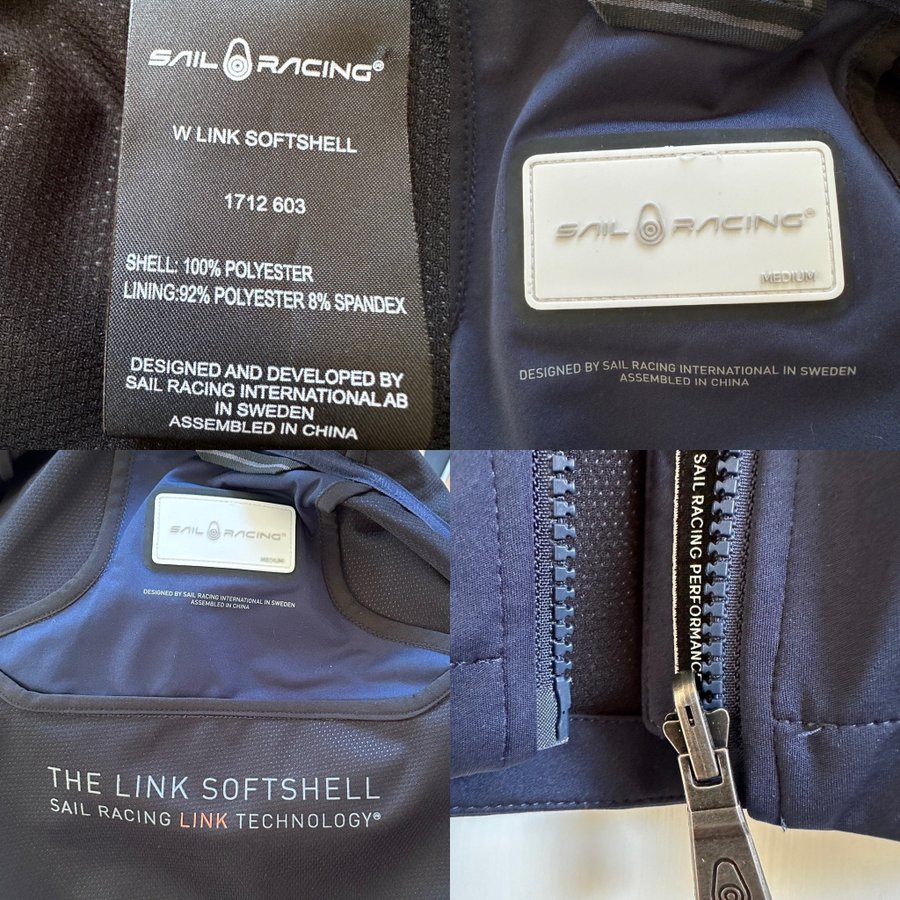 SAIL RACING®
W LINK SOFTSHELL
1712 603
SHELL: 100% POLYESTER
LINING:92% POLYESTER 8% SPANDEX
DESIGNED AND DEVELOPED BY
SAIL RACING INTERNATIONAL AB
IN SWEDEN
ASSEMBLED IN CHINA
SAIL RACING®
MEDIUM
DESIGNED BY SAIL RACING INTERNATIONAL IN SWEDEN
ASSEMBLED IN CHINA
SAIL RACING®
MEDIUM
DESIGNED BY SAIL RACING INTERNATIONAL IN SWEDEN
ASSEMBLED IN CHINA
THE LINK SOFTSHELL
SAIL RACING LINK TECHNOLOGY®
SAIL RACING PERFORMANC